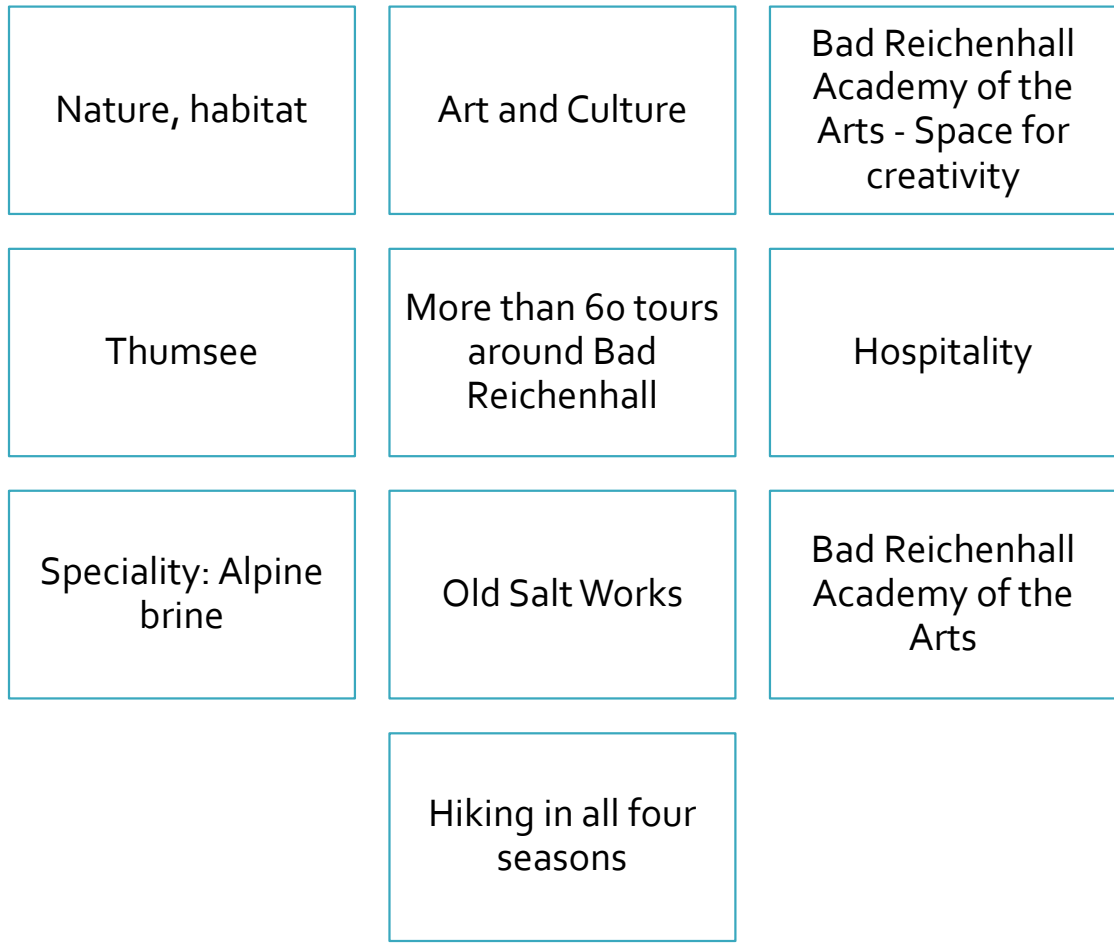 Nature, habitat
Art and Culture
Bad Reichenhall
Academy of the
Arts - Space for
creativity
Thumsee
More than 60 tours
around Bad
Reichenhall
Hospitality
Speciality: Alpine
brine
Old Salt Works
Bad Reichenhall
Academy of the
Arts
Hiking in all four
seasons